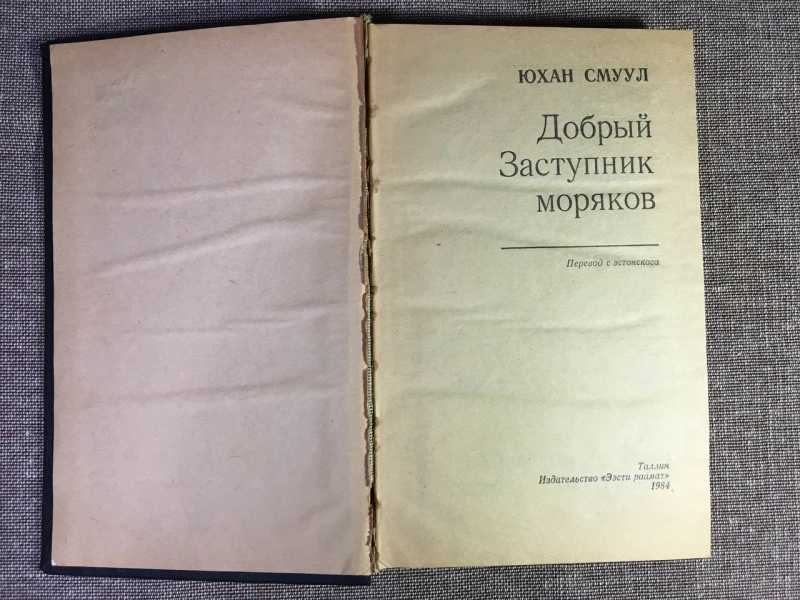 ЮХАН СМУУЛ
Добрый
Заступник
моряков
Перевод с эстонского
Таллин
Издательство «Ээсти раамат»
1984